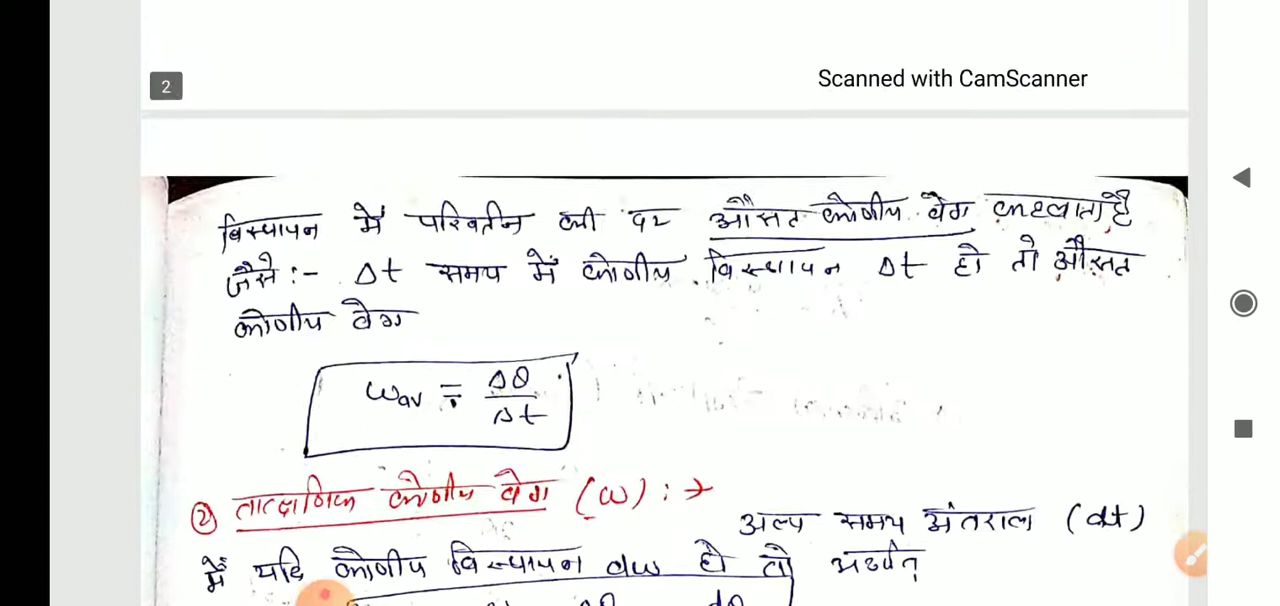 Scanned with CamScanner
2
विस्थापन में परिवर्तन की दर औसत कोणीय वेग कहलाता है
जैसे :- Δt समय में कोणीय विस्थापन Δt हो तो औसत
कोणीय वेग
ωav = Δθ/Δt
② तात्क्षणिक कोणीय वेग (ω) : →
अल्प समय अंतराल (dt)
में यदि कोणीय विस्थापन dω हो तो अर्थात्